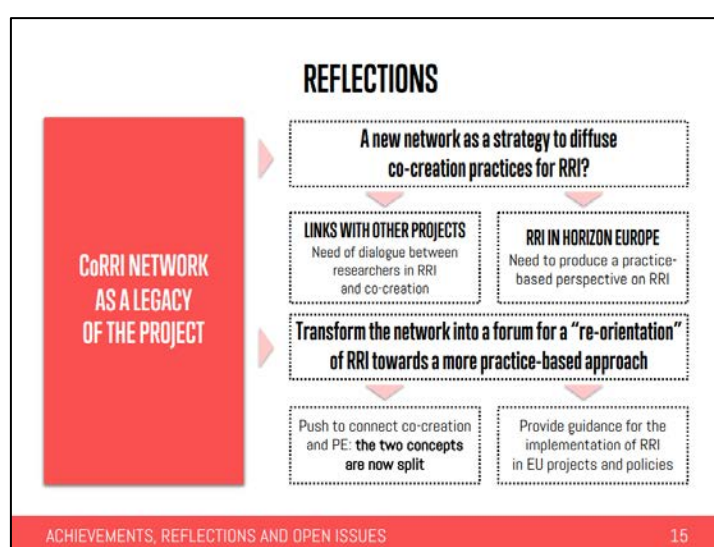 REFLECTIONS
CoRRI NETWORK
AS A LEGACY
OF THE PROJECT
A new network as a strategy to diffuse
co-creation practices for RRI?
LINKS WITH OTHER PROJECTS
Need of dialogue between
researchers in RRI
and co-creation
RRI IN HORIZON EUROPE
Need to produce a practice-
based perspective on RRI
Transform the network into a forum for a “re-orientation”
of RRI towards a more practice-based approach
Push to connect co-creation
and PE: the two concepts
are now split
Provide guidance for the
implementation of RRI
in EU projects and policies
ACHIEVEMENTS, REFLECTIONS AND OPEN ISSUES
15